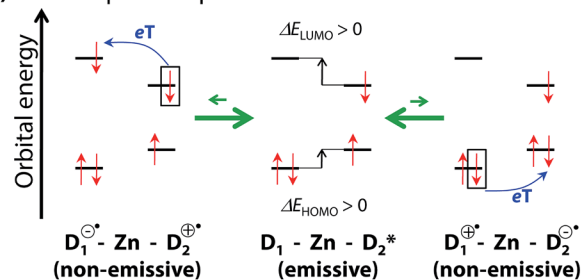 Orbital energy
eT
ΔE_LUMO > 0
ΔE_HOMO > 0
eT
D₁⊖• - Zn - D₂⊕•
(non-emissive)
D₁ - Zn - D₂*
(emissive)
D₁⊕• - Zn - D₂⊖•
(non-emissive)